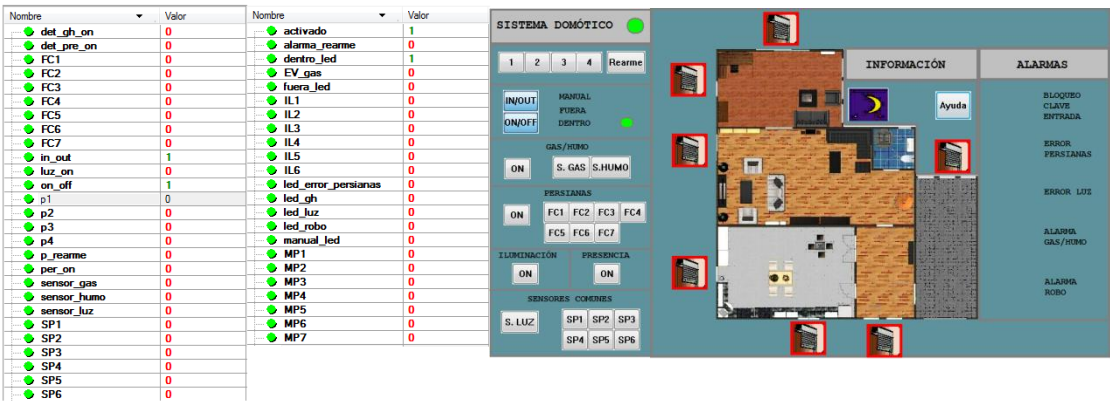 Nombre Valor
det_gh_on 0
det_pre_on 0
FC1 0
FC2 0
FC3 0
FC4 0
FC5 0
FC6 0
FC7 0
in_out 1
luz_on 0
on_off 1
p1 0
p2 0
p3 0
p4 0
p_rearme 0
per_on 0
sensor_gas 0
sensor_humo 0
sensor_luz 0
SP1 0
SP2 0
SP3 0
SP4 0
SP5 0
SP6 0
Nombre Valor
activado 1
alarma_rearme 0
dentro_led 1
EV_gas 0
fuera_led 0
IL1 0
IL2 0
IL3 0
IL4 0
IL5 0
IL6 0
led_error_persianas 0
led_gh 0
led_luz 0
led_robo 0
manual_led 0
MP1 0
MP2 0
MP3 0
MP4 0
MP5 0
MP6 0
MP7 0
SISTEMA DOMÓTICO
1 2 3 4 Rearme
IN/OUT MANUAL
FUERA
ON/OFF DENTRO
GAS/HUMO
ON S. GAS S.HUMO
PERSIANAS
ON FC1 FC2 FC3 FC4
FC5 FC6 FC7
ILUMINACIÓN PRESENCIA
ON ON
SENSORES COMUNES
S. LUZ SP1 SP2 SP3
SP4 SP5 SP6
INFORMACIÓN
Ayuda
ALARMAS
BLOQUEO
CLAVE
ENTRADA
ERROR
PERSIANAS
ERROR LUZ
ALARMA
GAS/HUMO
ALARMA
ROBO